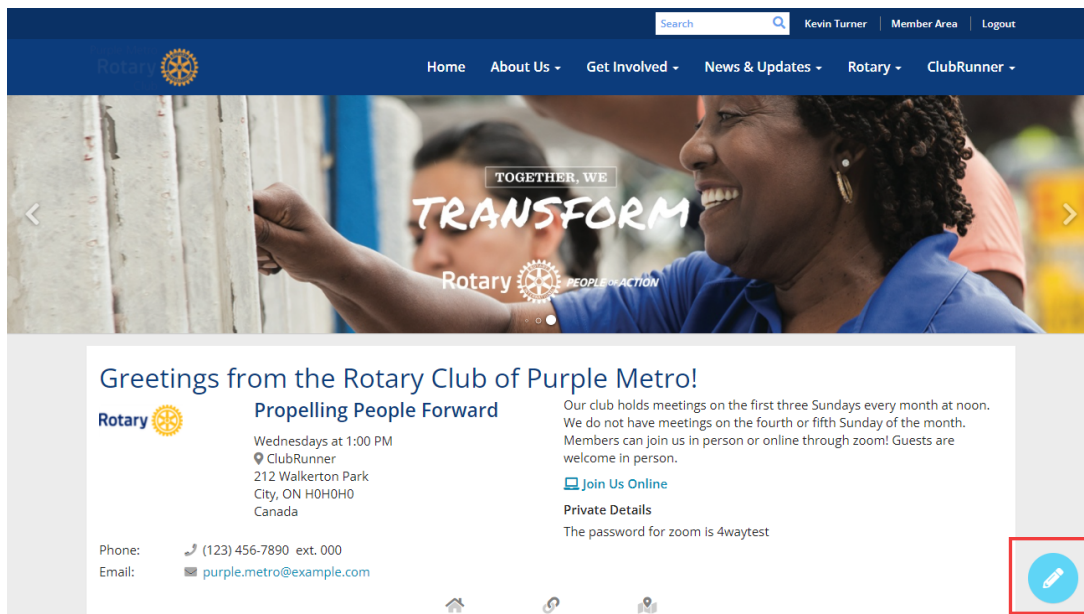 Search
Kevin Turner
Member Area
Logout
Rotary
Home
About Us
Get Involved
News & Updates
Rotary
ClubRunner
TOGETHER, WE
TRANSFORM
Rotary
PEOPLE OF ACTION
Greetings from the Rotary Club of Purple Metro!
Rotary
Propelling People Forward
Wednesdays at 1:00 PM
ClubRunner
212 Walkerton Park
City, ON H0H0H0
Canada
Phone: (123) 456-7890 ext. 000
Email: purple.metro@example.com
Our club holds meetings on the first three Sundays every month at noon.
We do not have meetings on the fourth or fifth Sunday of the month.
Members can join us in person or online through zoom! Guests are
welcome in person.
Join Us Online
Private Details
The password for zoom is 4waytest